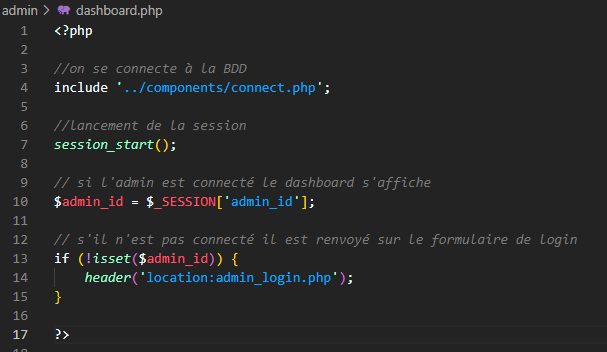 admin > dashboard.php
1 <?php
2
3 //on se connecte à la BDD
4 include '../components/connect.php';
5
6 //lancement de la session
7 session_start();
8
9 // si l'admin est connecté le dashboard s'affiche
10 $admin_id = $_SESSION['admin_id'];
11
12 // s'il n'est pas connecté il est renvoyé sur le formulaire de login
13 if (!isset($admin_id)) {
14     header('location:admin_login.php');
15 }
16
17 ?>